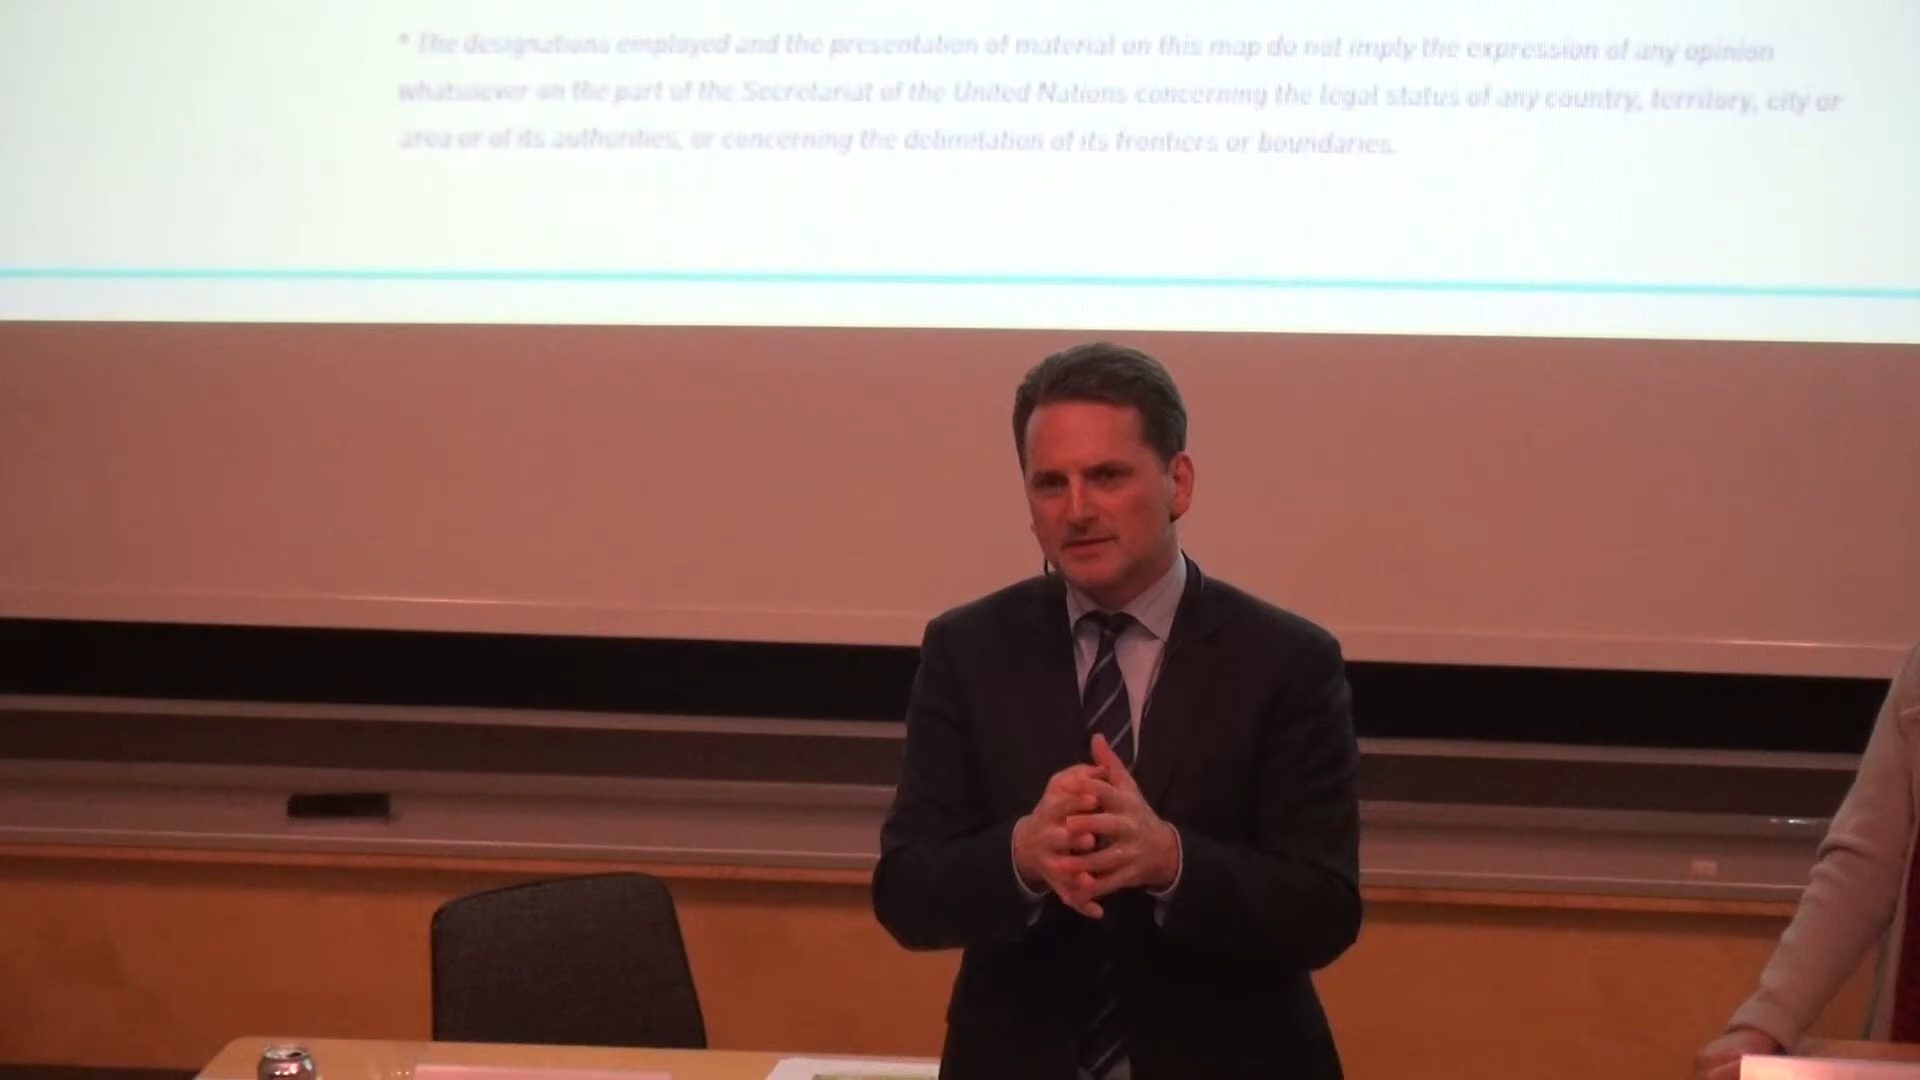 * The designations employed and the presentation of material on this map do not imply the expression of any opinion
whatsoever on the part of the Secretariat of the United Nations concerning the legal status of any country, territory, city or
area or of its authorities, or concerning the delimitation of its frontiers or boundaries.